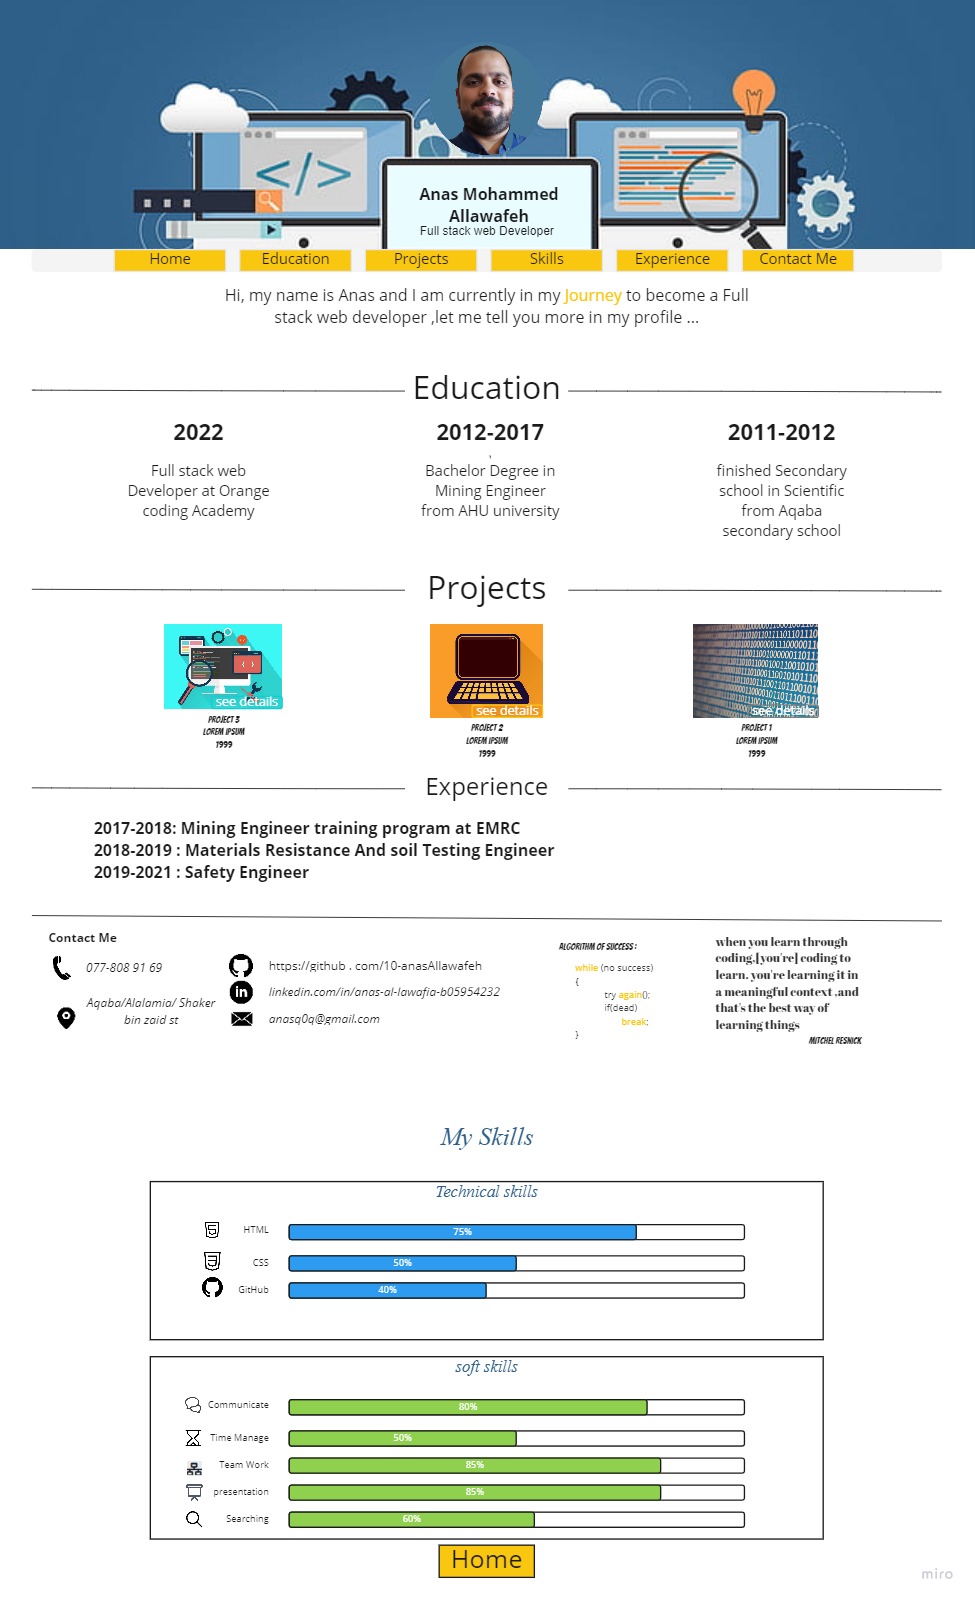 </>
Anas Mohammed
Allawafeh
Full stack web Developer
Home Education Projects Skills Experience Contact Me
Hi, my name is Anas and I am currently in my Journey to become a Full
stack web developer ,let me tell you more in my profile ...
Education
2022
Full stack web
Developer at Orange
coding Academy
2012-2017
,
Bachelor Degree in
Mining Engineer
from AHU university
2011-2012
finished Secondary
school in Scientific
from Aqaba
secondary school
Projects
see details
PROJECT 3
LOREM IPSUM
1999
see details
PROJECT 2
LOREM IPSUM
1999
see details
PROJECT 1
LOREM IPSUM
1999
Experience
2017-2018: Mining Engineer training program at EMRC
2018-2019 : Materials Resistance And soil Testing Engineer
2019-2021 : Safety Engineer
Contact Me
077-808 91 69
Aqaba/Alalamia/ Shaker
bin zaid st
https://github . com/10-anasAllawafeh
linkedin.com/in/anas-al-lawafia-b05954232
anasq0q@gmail.com
ALGORITHM OF SUCCESS :
while (no success)
{
try again();
if(dead)
break;
}
when you learn through
coding,[you're] coding to
learn. you're learning it in
a meaningful context ,and
that's the best way of
learning things
MITCHEL RESNICK
My Skills
Technical skills
HTML 75%
CSS 50%
GitHub 40%
soft skills
Communicate 80%
Time Manage 50%
Team Work 85%
presentation 85%
Searching 60%
Home
miro